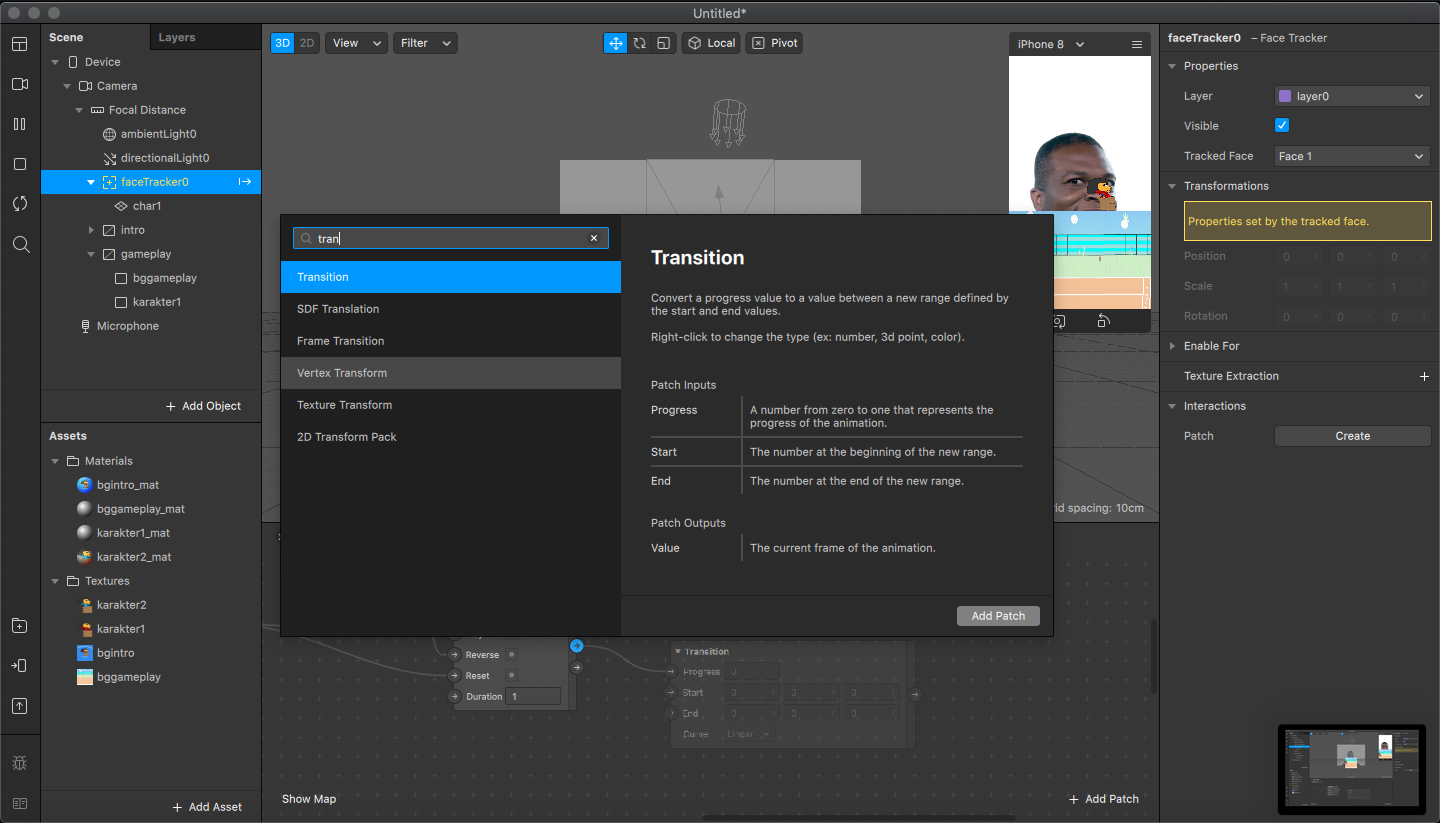 Untitled*
Scene
Layers
Device
Camera
Focal Distance
ambientLight0
directionalLight0
faceTracker0
char1
intro
gameplay
bggameplay
karakter1
Microphone
+ Add Object
Assets
Materials
bgintro_mat
bggameplay_mat
karakter1_mat
karakter2_mat
Textures
karakter2
karakter1
bgintro
bggameplay
+ Add Asset
3D 2D
View
Filter
Local
Pivot
iPhone 8
tran
Transition
SDF Translation
Frame Transition
Vertex Transform
Texture Transform
2D Transform Pack
Transition
Convert a progress value to a value between a new range defined by
the start and end values.
Right-click to change the type (ex: number, 3d point, color).
Patch Inputs
Progress
A number from zero to one that represents the
progress of the animation.
Start
The number at the beginning of the new range.
End
The number at the end of the new range.
Patch Outputs
Value
The current frame of the animation.
Add Patch
spacing: 10cm
Reverse
Reset
Duration 1
Transition
Progress 0
Start 0 0 0
End 0 0 0
Curve Linear
Show Map
+ Add Patch
faceTracker0 – Face Tracker
Properties
Layer layer0
Visible
Tracked Face Face 1
Transformations
Properties set by the tracked face.
Position 0 0 0
Scale 1 1 1
Rotation 0 0 0
Enable For
Texture Extraction +
Interactions
Patch Create